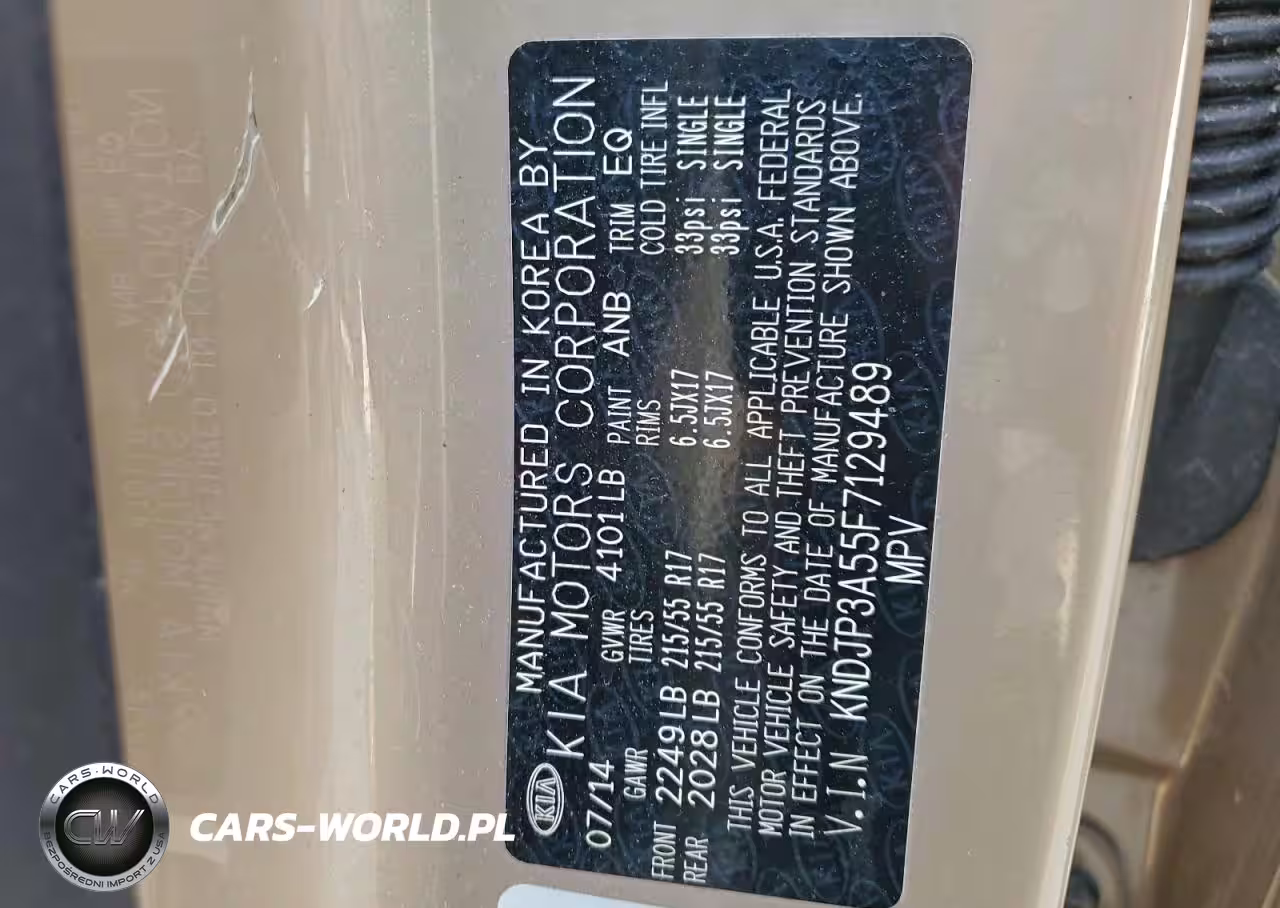 MANUFACTURED IN KOREA BY
KIA KIA MOTORS CORPORATION
07/14 GVWR 4101LB PAINT ANB TRIM EQ
GAWR TIRES RIMS COLD TIRE INFL
FRONT 2249LB 215/55 R17 6.5JX17 33psi SINGLE
REAR 2028LB 215/55 R17 6.5JX17 33psi SINGLE
THIS VEHICLE CONFORMS TO ALL APPLICABLE U.S.A. FEDERAL
MOTOR VEHICLE SAFETY AND THEFT PREVENTION STANDARDS
IN EFFECT ON THE DATE OF MANUFACTURE SHOWN ABOVE.
V.I.N KNDJP3A55F7129489
MPV
CARS-WORLD
CW
BEZPOŚREDNI IMPORT Z USA
CARS-WORLD.PL